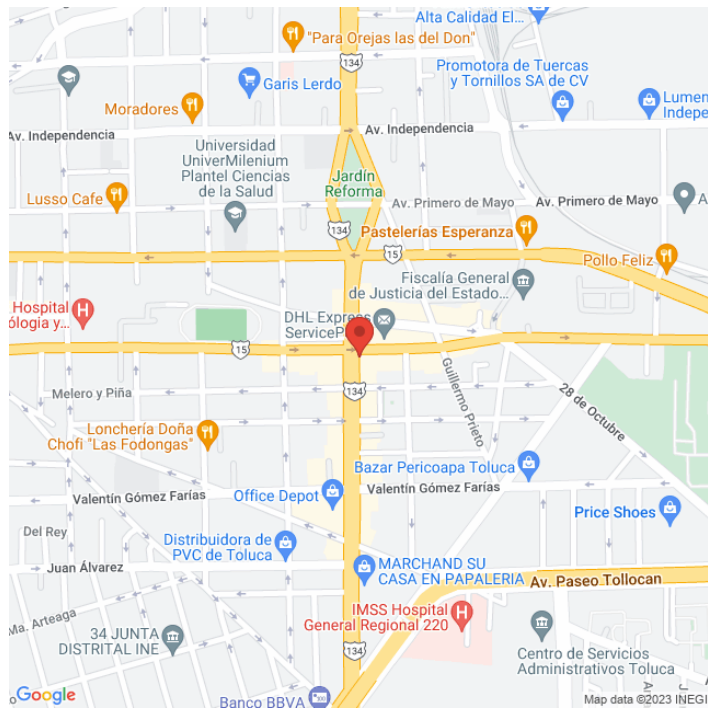 Alta Calidad El...
"Para Orejas las del Don"
134
Promotora de Tuercas
y Tornillos SA de CV
Garis Lerdo
Lumen
Indepe
Moradores
Av. Independencia
Av. Independencia
Universidad
UniverMilenium
Plantel Ciencias
de la Salud
Jardín
Reforma
Lusso Cafe
Av. Primero de Mayo
Av. Primero de Mayo
A
134
Pastelerías Esperanza
15
Pollo Feliz
Fiscalía General
de Justicia del Estado...
Hospital
ólogia y...
DHL Express
ServiceP
15
Melero y Piña
134
Guillermo Prieto
28 de Octubre
Lonchería Doña
Chofi "Las Fodongas"
Bazar Pericoapa Toluca
Valentín Gómez Farías
Office Depot
Valentín Gómez Farías
Price Shoes
Del Rey
Distribuidora de
PVC de Toluca
Juan Álvarez
MARCHAND SU
CASA EN PAPALERIA
Av. Paseo Tollocan
Ma. Arteaga
IMSS Hospital
General Regional 220
34 JUNTA
DISTRITAL INE
134
Centro de Servicios
Administrativos Toluca
Banco BBVA
Google
Map data ©2023 INEGI